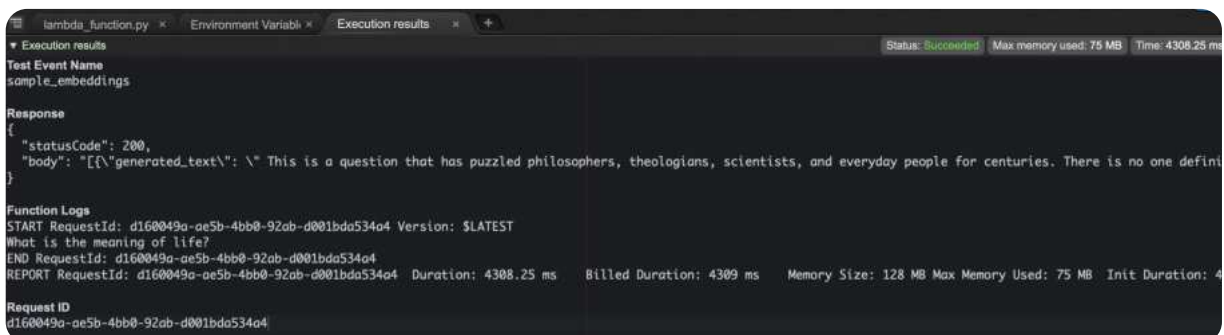 lambda_function.py × Environment Variabl × Execution results × +
▼ Execution results Status: Succeeded Max memory used: 75 MB Time: 4308.25 ms
Test Event Name
sample_embeddings
Response
{
"statusCode": 200,
"body": "[{\"generated_text\": \" This is a question that has puzzled philosophers, theologians, scientists, and everyday people for centuries. There is no one defini
}
Function Logs
START RequestId: d160049a-ae5b-4bb0-92ab-d001bda534a4 Version: $LATEST
What is the meaning of life?
END RequestId: d160049a-ae5b-4bb0-92ab-d001bda534a4
REPORT RequestId: d160049a-ae5b-4bb0-92ab-d001bda534a4 Duration: 4308.25 ms Billed Duration: 4309 ms Memory Size: 128 MB Max Memory Used: 75 MB Init Duration: 4
Request ID
d160049a-ae5b-4bb0-92ab-d001bda534a4